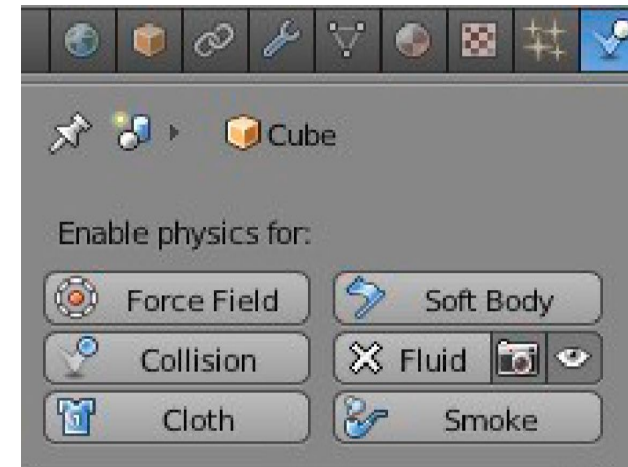 Cube
Enable physics for:
Force Field Soft Body
Collision Fluid
Cloth Smoke